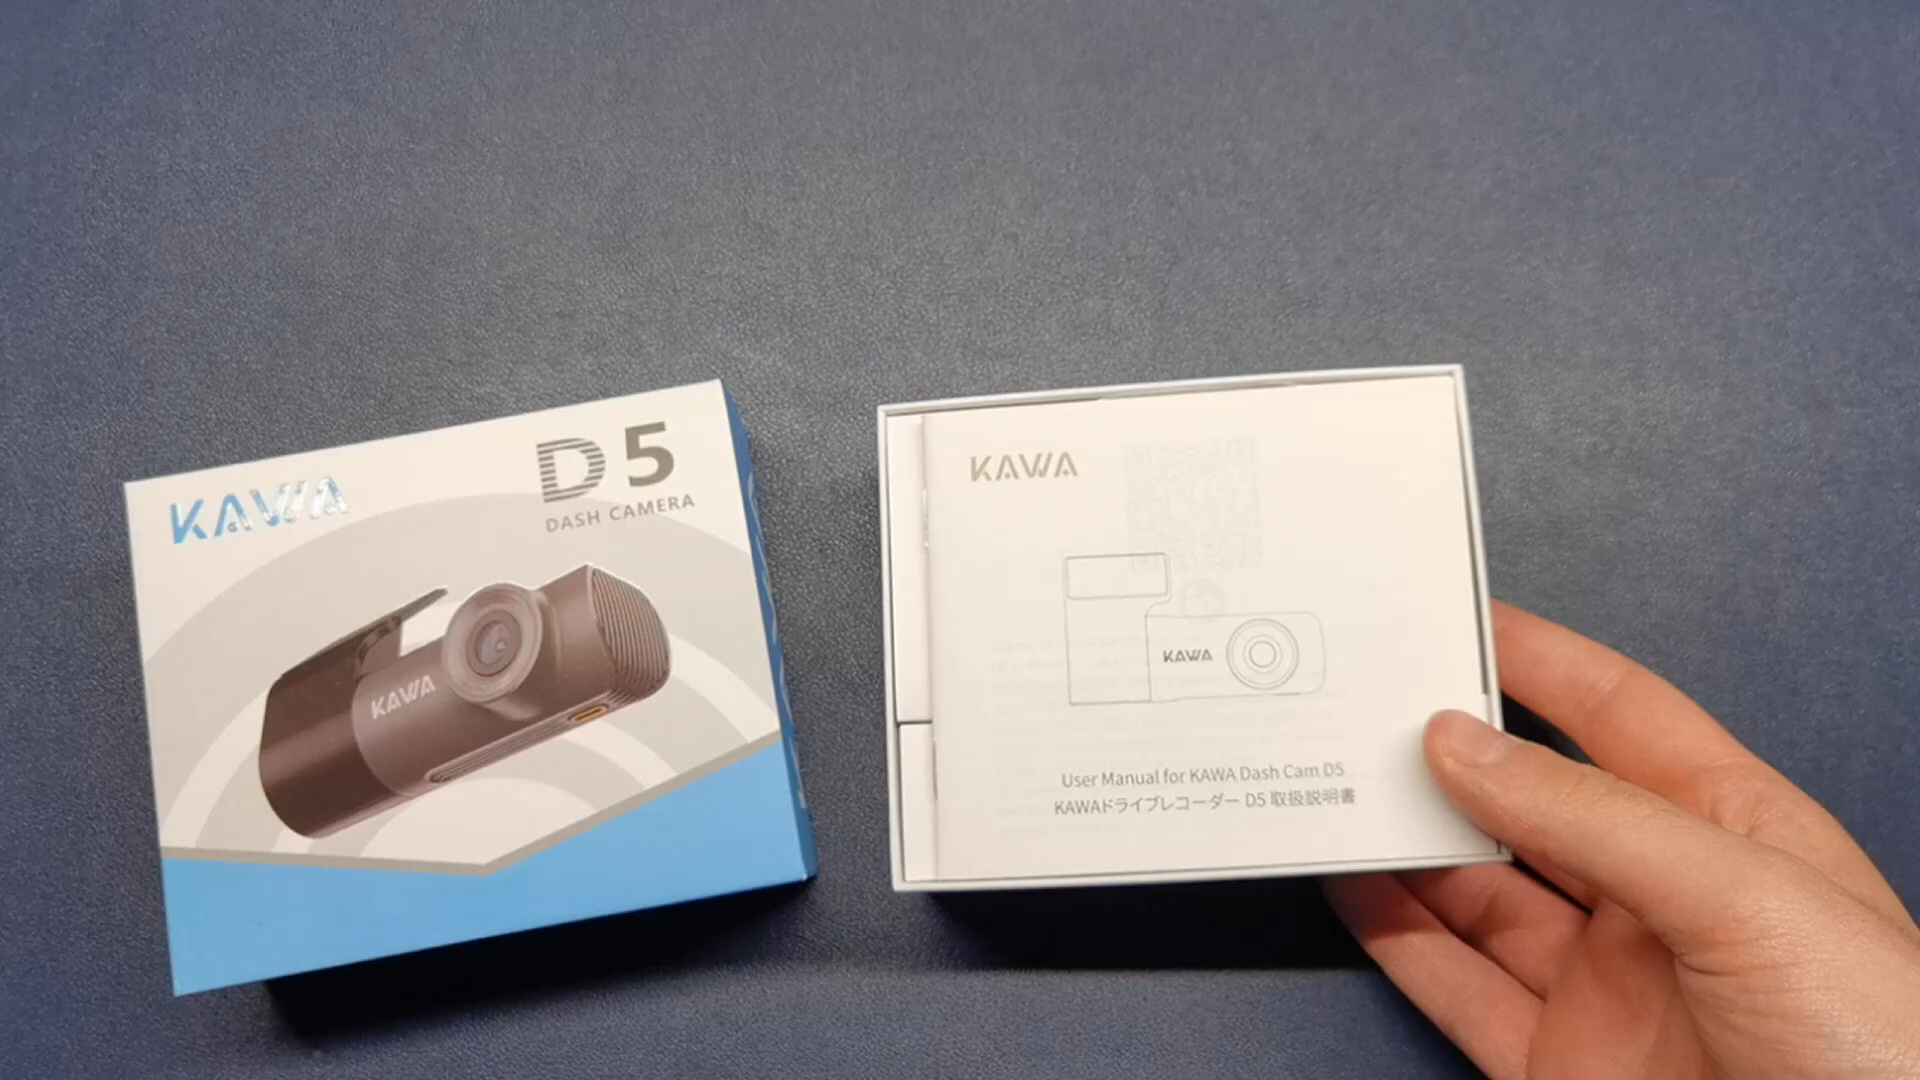 KAWA
D5
DASH CAMERA
KAWA
KAWA
KAWA
User Manual for KAWA Dash Cam D5
KAWAドライブレコーダー D5 取扱説明書